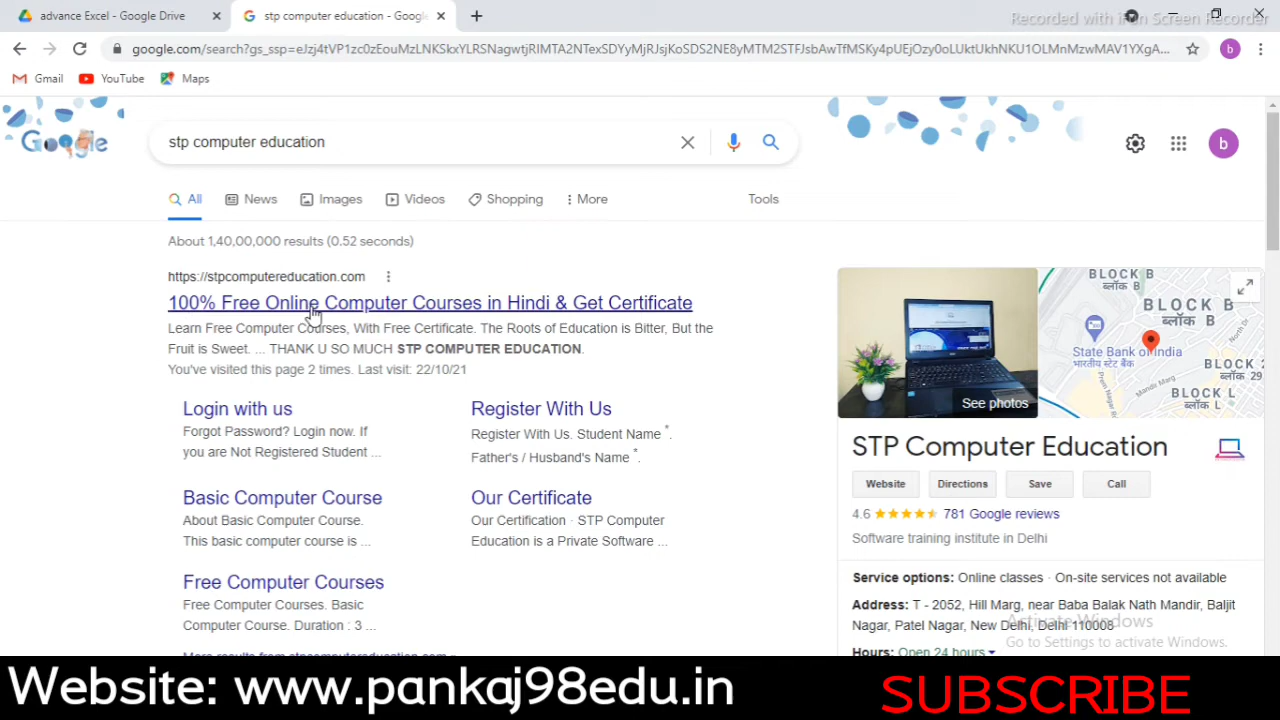 advance Excel - Google Drive
stp computer education - Google
Recorded with iFun Screen Recorder
google.com/search?gs_ssp=eJzj4tVP1zc0zEouMzLNKSkxYLRSNagwtjRIMTA2NTexSDYyMjRJsjKoSDS2NE8yMTM2STFJsbAwTfMSKy4pUEjOzy0oLUktUkhNKU1OLMnMzwMAV1YXgA...
b
Gmail
YouTube
Maps
Google
stp computer education
b
All
News
Images
Videos
Shopping
More
Tools
About 1,40,00,000 results (0.52 seconds)
https://stpcomputereducation.com
100% Free Online Computer Courses in Hindi & Get Certificate
Learn Free Computer Courses, With Free Certificate. The Roots of Education is Bitter, But the
Fruit is Sweet. ... THANK U SO MUCH STP COMPUTER EDUCATION.
You've visited this page 2 times. Last visit: 22/10/21
Login with us
Forgot Password? Login now. If
you are Not Registered Student ...
Register With Us
Register With Us. Student Name *.
Father's / Husband's Name *.
Basic Computer Course
About Basic Computer Course.
This basic computer course is ...
Our Certificate
Our Certification · STP Computer
Education is a Private Software ...
Free Computer Courses
Free Computer Courses. Basic
Computer Course. Duration : 3 ...
More results from stpcomputereducation.com
See photos
BLOCK B
ब्लॉक B
BLOCK B
ब्लॉक B
State Bank of India
भारतीय स्टेट बैंक
Prem Nagar Rd
Mande Marg
North Dr
BLOCK 2
ब्लॉक 29
BLOCK L
ब्लॉक L
STP Computer Education
Website
Directions
Save
Call
4.6
781 Google reviews
Software training institute in Delhi
Service options: Online classes · On-site services not available
Address: T - 2052, Hill Marg, near Baba Balak Nath Mandir, Baljit
Nagar, Patel Nagar, New Delhi, Delhi 110008
Hours: Open 24 hours
Activate Windows
Go to Settings to activate Windows.
Website: www.pankaj98edu.in
SUBSCRIBE